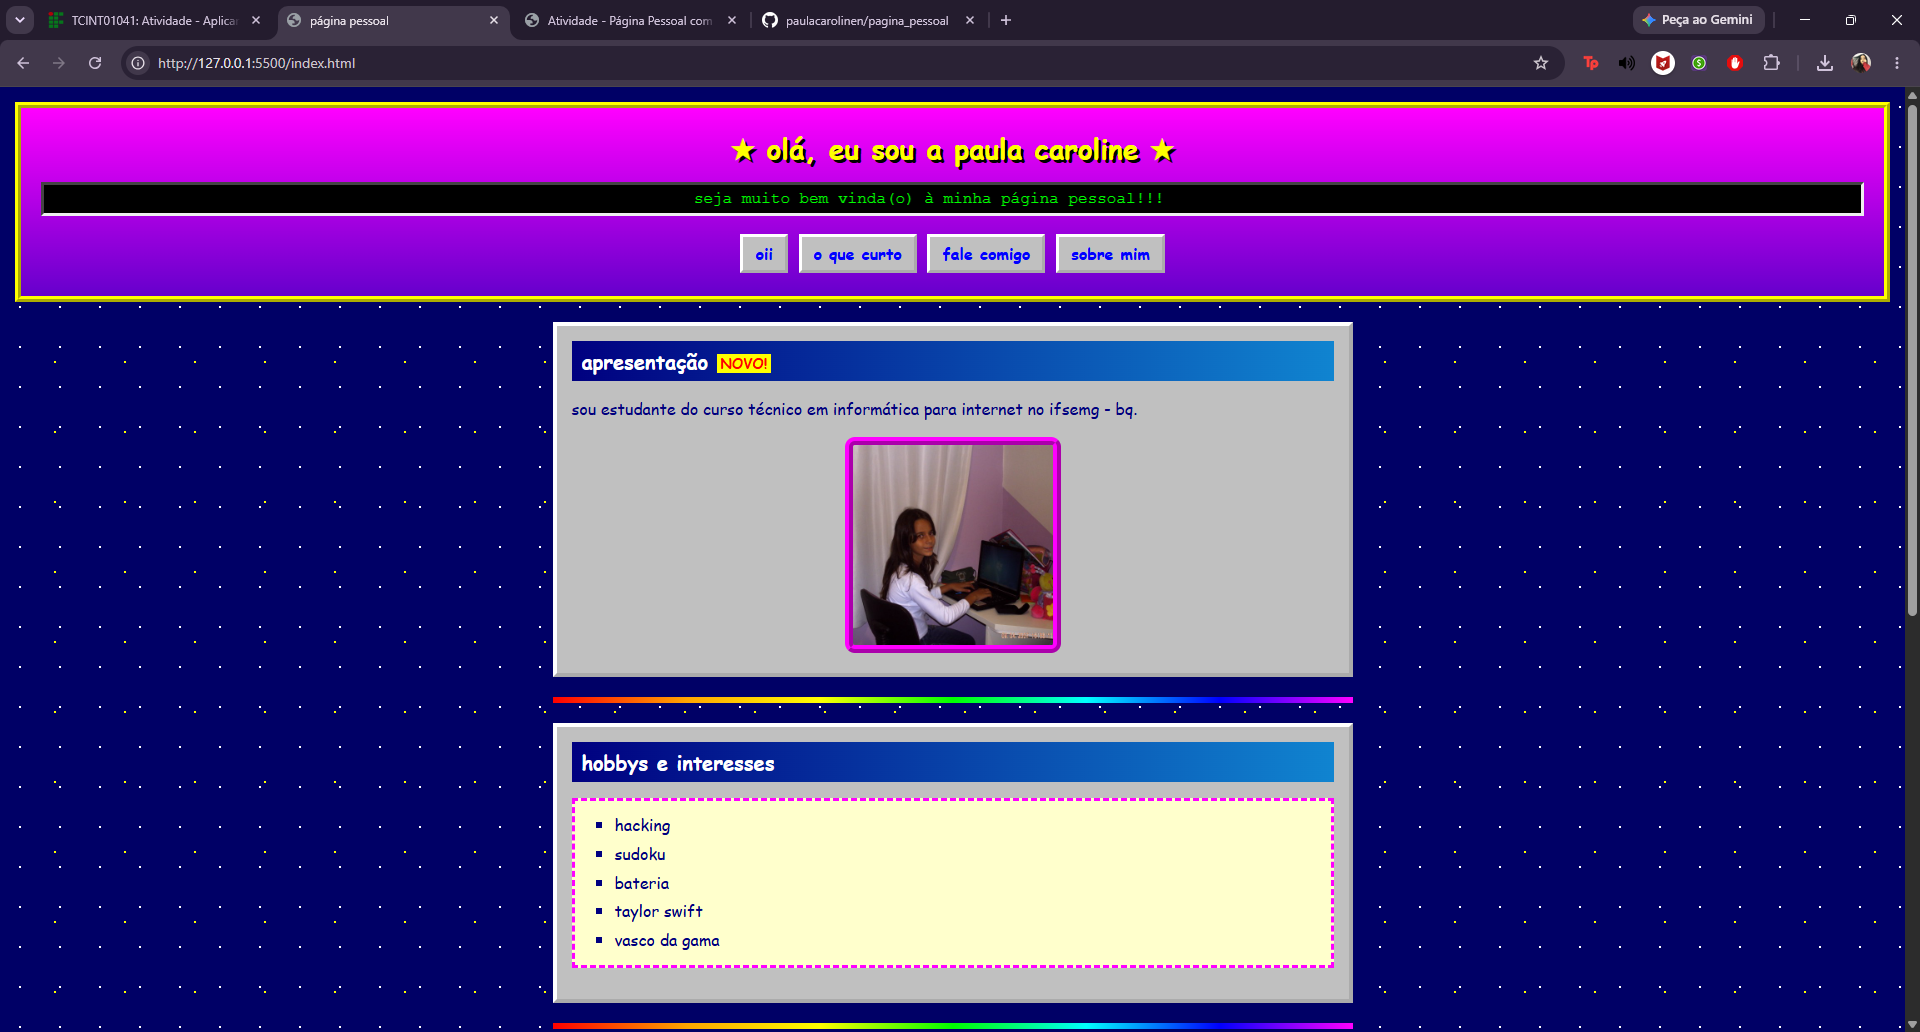 TCINT01041: Atividade - Aplicar
página pessoal
Atividade - Página Pessoal com
paulacarolinen/pagina_pessoal
Peça ao Gemini
http://127.0.0.1:5500/index.html
★ olá, eu sou a paula caroline ★
seja muito bem vinda(o) à minha página pessoal!!!
oii
o que curto
fale comigo
sobre mim
apresentação NOVO!
sou estudante do curso técnico em informática para internet no ifsemg - bq.
hobbys e interesses
hacking
sudoku
bateria
taylor swift
vasco da gama